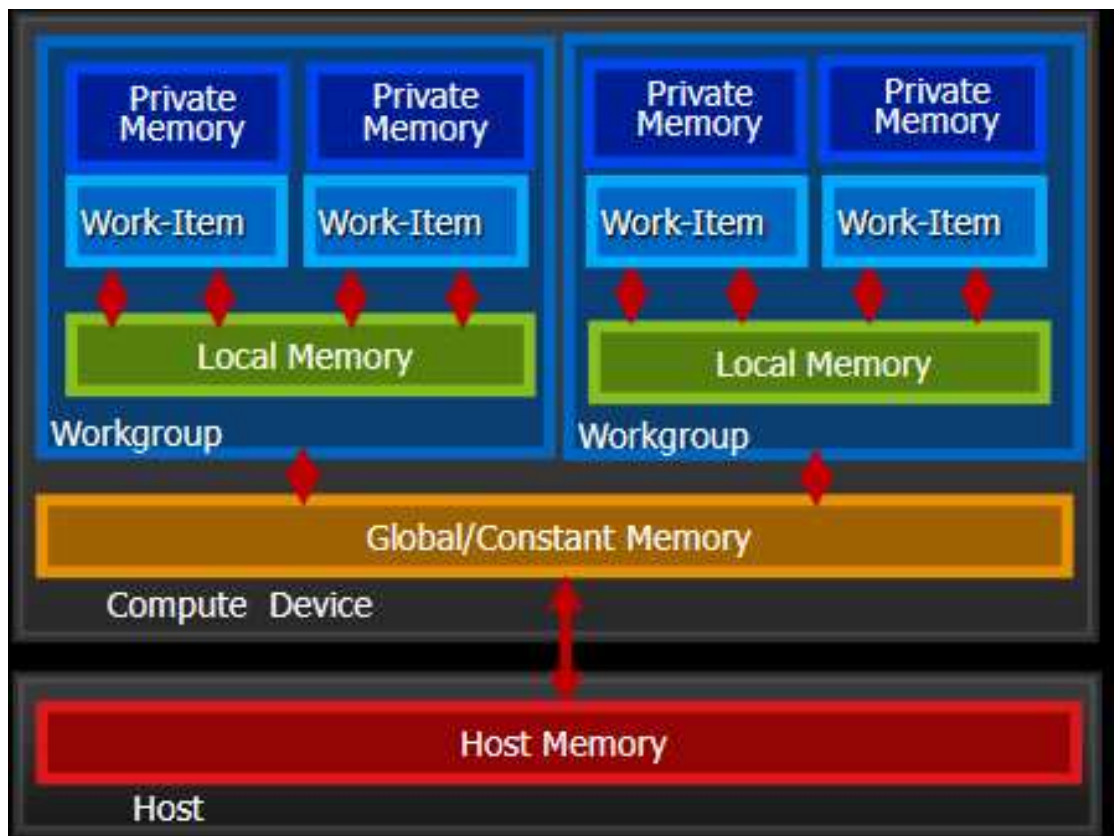 Private
Memory
Private
Memory
Private
Memory
Private
Memory
Work-Item
Work-Item
Work-Item
Work-Item
Local Memory
Local Memory
Workgroup
Workgroup
Global/Constant Memory
Compute Device
Host Memory
Host